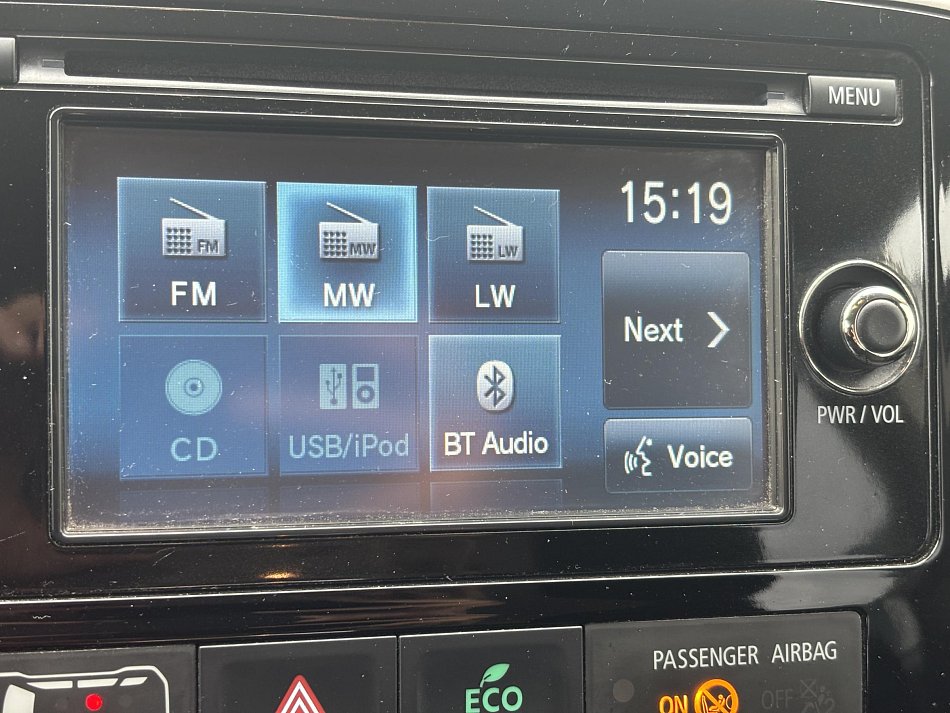 MENU
15:19
FM
FM
MW
MW
LW
LW
Next
CD
USB/iPod
BT Audio
Voice
PWR / VOL
PASSENGER AIRBAG
ECO
ON
OFF